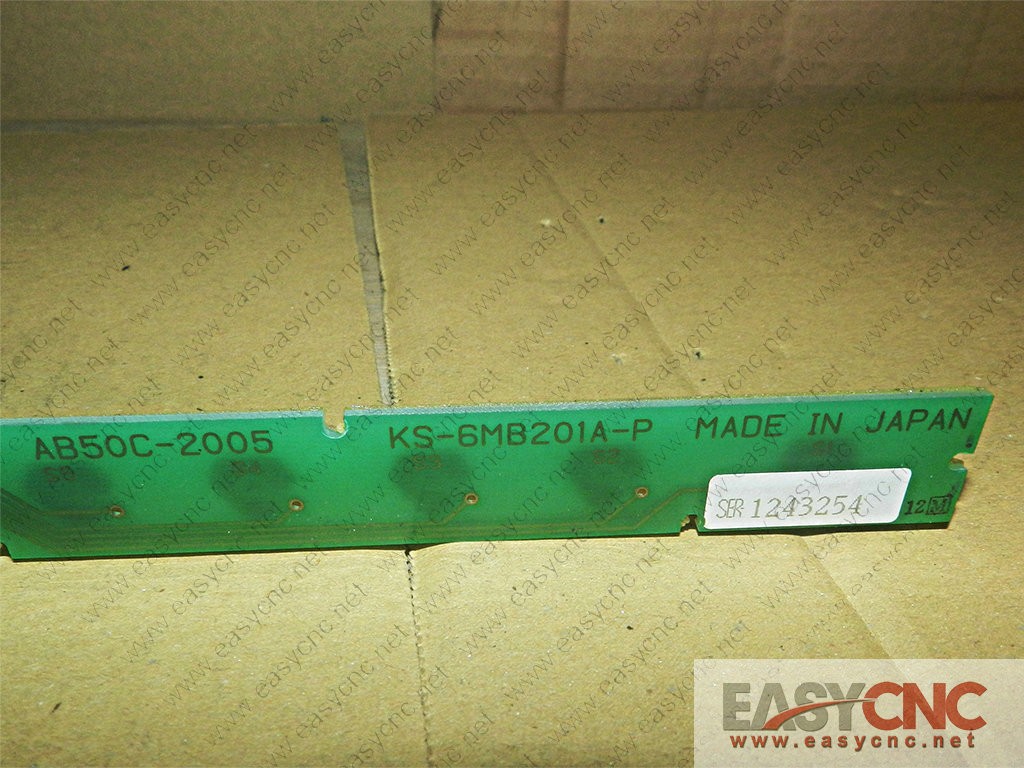 AB50C-2005 KS-6MB201A-P MADE IN JAPAN
SER 1243254
12 M
EASYCNC
www.easycnc.net